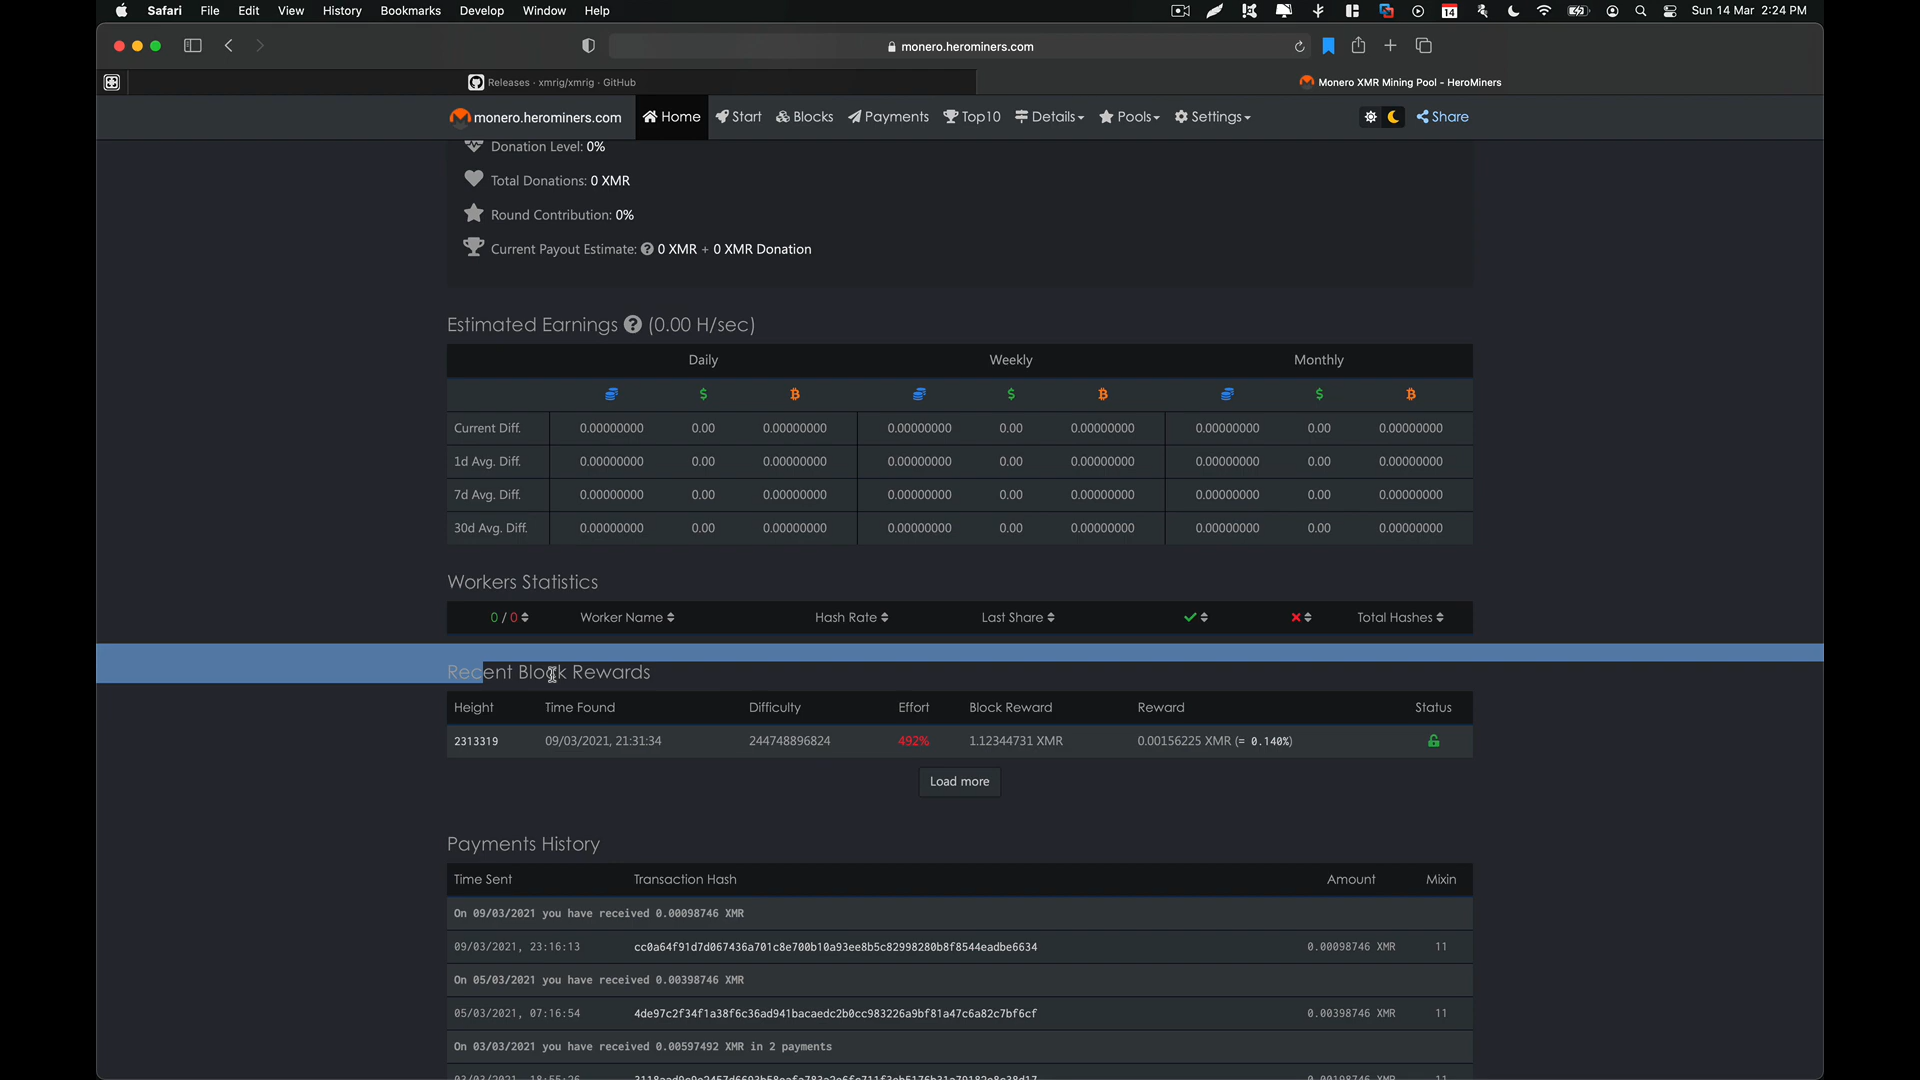 Safari File Edit View History Bookmarks Develop Window Help 14 Sun 14 Mar 2:24 PM
monero.herominers.com
Releases · xmrig/xmrig · GitHub Monero XMR Mining Pool - HeroMiners
monero.herominers.com Home Start Blocks Payments Top10 Details Pools Settings Share
Donation Level: 0%
Total Donations: 0 XMR
Round Contribution: 0%
Current Payout Estimate: ? 0 XMR + 0 XMR Donation
Estimated Earnings ? (0.00 H/sec)
Daily Weekly Monthly
$ $ $
Current Diff. 0.00000000 0.00 0.00000000 0.00000000 0.00 0.00000000 0.00000000 0.00 0.00000000
1d Avg. Diff. 0.00000000 0.00 0.00000000 0.00000000 0.00 0.00000000 0.00000000 0.00 0.00000000
7d Avg. Diff. 0.00000000 0.00 0.00000000 0.00000000 0.00 0.00000000 0.00000000 0.00 0.00000000
30d Avg. Diff. 0.00000000 0.00 0.00000000 0.00000000 0.00 0.00000000 0.00000000 0.00 0.00000000
Workers Statistics
0 / 0 Worker Name Hash Rate Last Share Total Hashes
Recent Block Rewards
Height Time Found Difficulty Effort Block Reward Reward Status
2313319 09/03/2021, 21:31:34 244748896824 492% 1.12344731 XMR 0.00156225 XMR (= 0.140%)
Load more
Payments History
Time Sent Transaction Hash Amount Mixin
On 09/03/2021 you have received 0.00098746 XMR
09/03/2021, 23:16:13 cc0a64f91d7d067436a701c8e700b10a93ee8b5c82998280b8f8544eadbe6634 0.00098746 XMR 11
On 05/03/2021 you have received 0.00398746 XMR
05/03/2021, 07:16:54 4de97c2f34f1a38f6c36ad941bacaedc2b0cc983226a9bf81a47c6a82c7bf6cf 0.00398746 XMR 11
On 03/03/2021 you have received 0.00597492 XMR in 2 payments